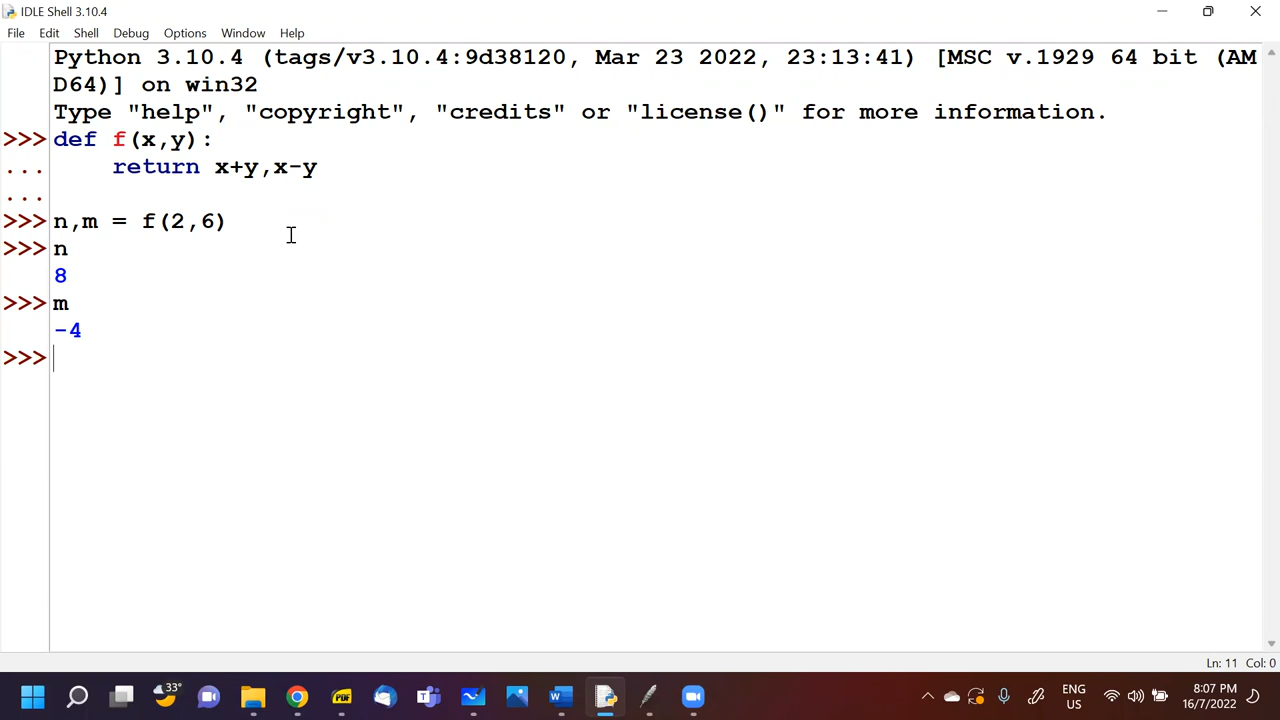 IDLE Shell 3.10.4
File Edit Shell Debug Options Window Help
Python 3.10.4 (tags/v3.10.4:9d38120, Mar 23 2022, 23:13:41) [MSC v.1929 64 bit (AM
D64)] on win32
Type "help", "copyright", "credits" or "license()" for more information.
>>> def f(x,y):
...     return x+y,x-y
...
>>> n,m = f(2,6)
>>> n
8
>>> m
-4
>>>
Ln: 11 Col: 0
33° PDF T W ENG 8:07 PM
US 16/7/2022